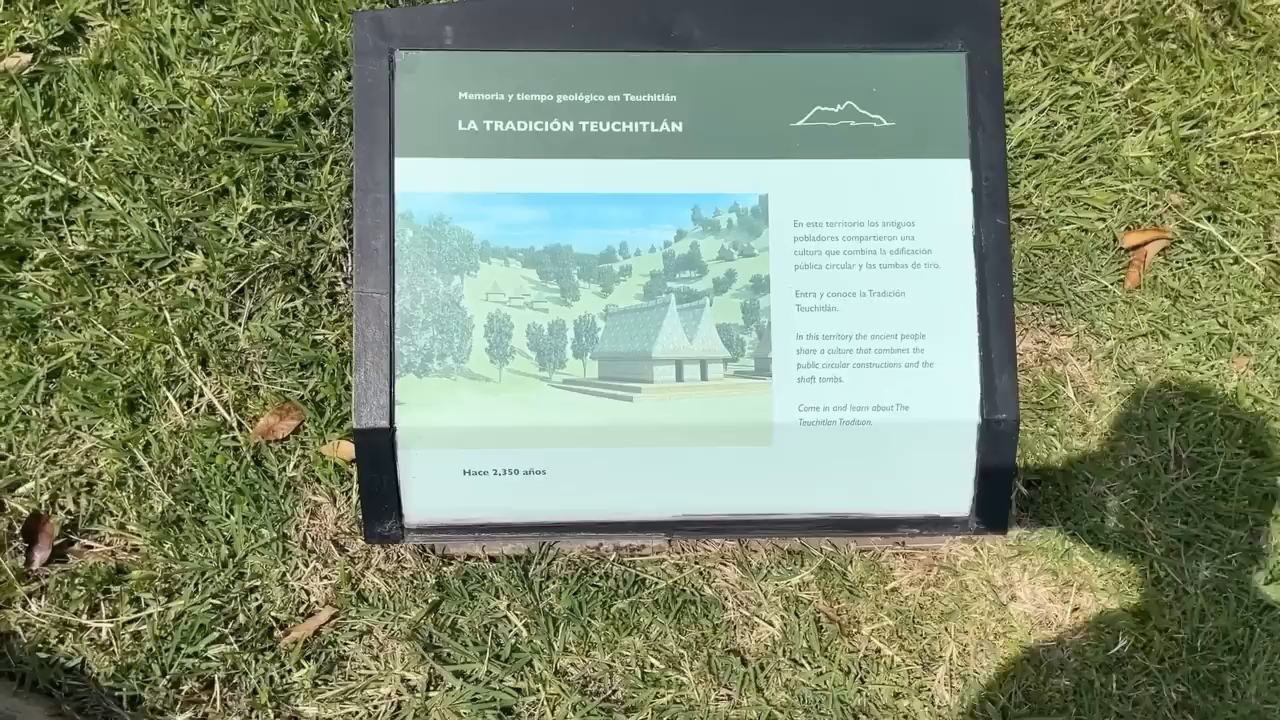 Memoria y tiempo geológico en Teuchitlán
LA TRADICIÓN TEUCHITLÁN
En este territorio los antiguos
pobladores compartieron una
cultura que combina la edificación
pública circular y las tumbas de tiro.
Entra y conoce la Tradición
Teuchitlán.
In this territory the ancient people
share a culture that combines the
public circular constructions and the
shaft tombs.
Come in and learn about The
Teuchitlan Tradition.
Hace 2,350 años